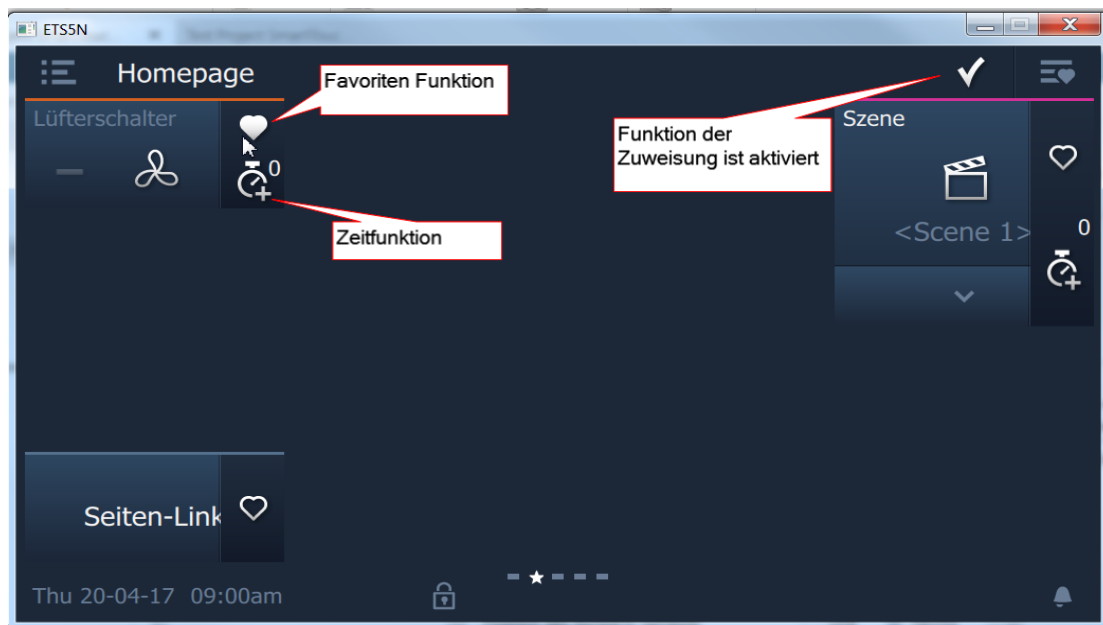 ETS5N
Homepage
Favoriten Funktion
Lüfterschalter
Funktion der
Zuweisung ist aktiviert
Szene
0
Zeitfunktion
<Scene 1>
0
Seiten-Link
Thu 20-04-17 09:00am